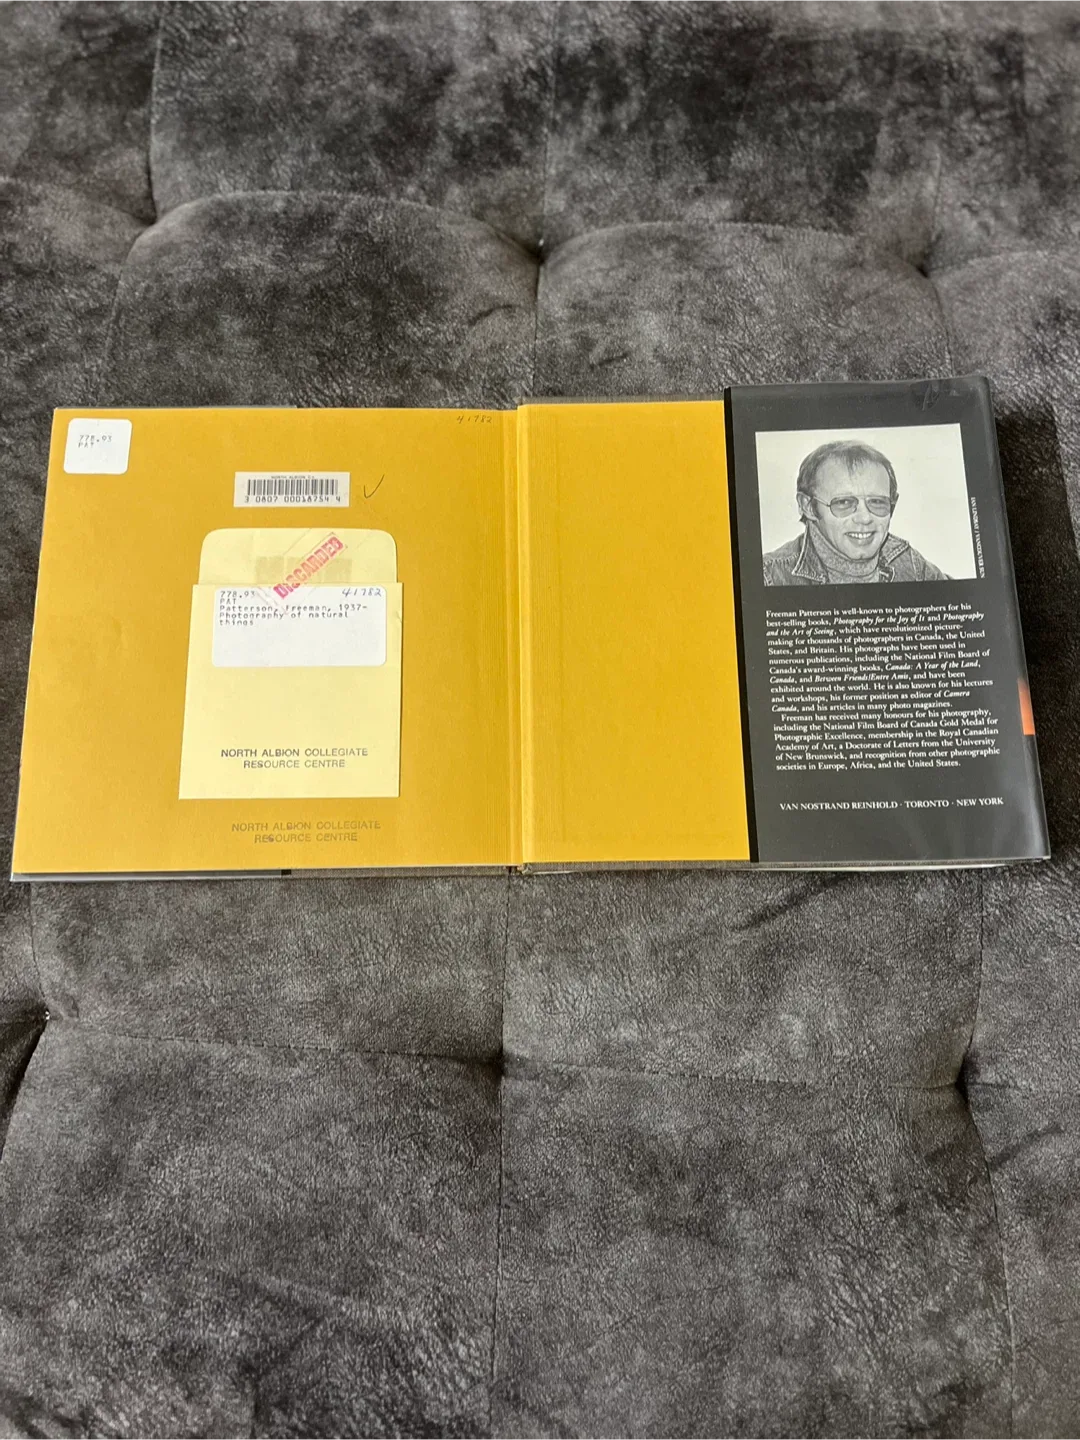 41782
778.93
PAT
NORTH ALBION C.I.
3 0807 00018754 4
DISCARDED
778.93 41782
PAT
Patterson, Freeman, 1937-
Photography of natural
things
NORTH ALBION COLLEGIATE
RESOURCE CENTRE
NORTH ALBION COLLEGIATE
RESOURCE CENTRE
IAN LINDSAY / VANCOUVER SUN
Freeman Patterson is well-known to photographers for his
best-selling books, Photography for the Joy of It and Photography
and the Art of Seeing, which have revolutionized picture-
making for thousands of photographers in Canada, the United
States, and Britain. His photographs have been used in
numerous publications, including the National Film Board of
Canada's award-winning books, Canada: A Year of the Land,
Canada, and Between Friends/Entre Amis, and have been
exhibited around the world. He is also known for his lectures
and workshops, his former position as editor of Camera
Canada, and his articles in many photo magazines.
Freeman has received many honours for his photography,
including the National Film Board of Canada Gold Medal for
Photographic Excellence, membership in the Royal Canadian
Academy of Art, a Doctorate of Letters from the University
of New Brunswick, and recognition from other photographic
societies in Europe, Africa, and the United States.
VAN NOSTRAND REINHOLD · TORONTO · NEW YORK